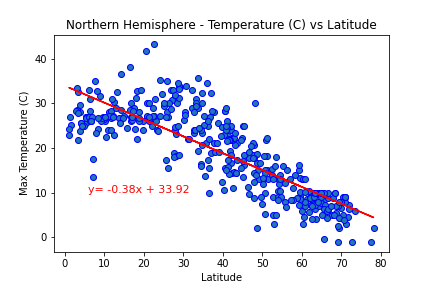 Northern Hemisphere - Temperature (C) vs Latitude
Max Temperature (C)
40
30
20
10
0
y= -0.38x + 33.92
0 10 20 30 40 50 60 70 80
Latitude